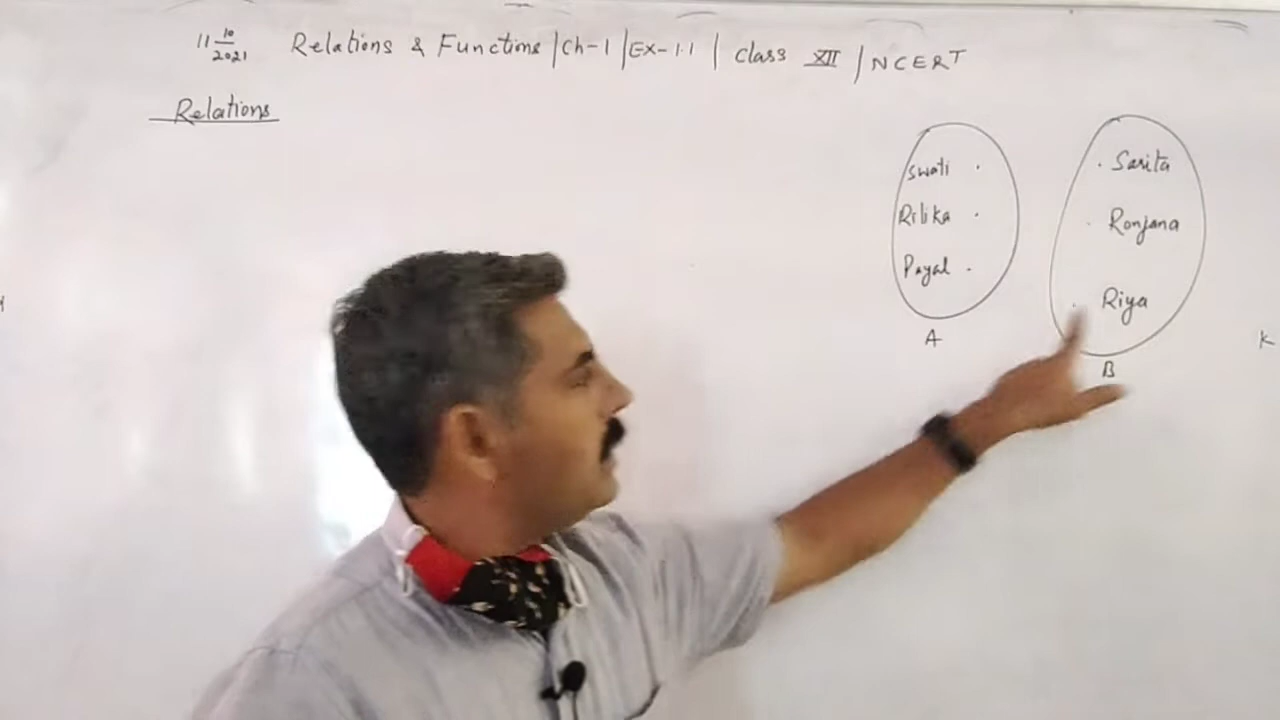 11 10/2021 Relations & Functions | Ch-1 | Ex-1.1 | Class XII | NCERT
Relations
Swati
Ritika
Payal
A
Sarita
Ranjana
Riya
B
K